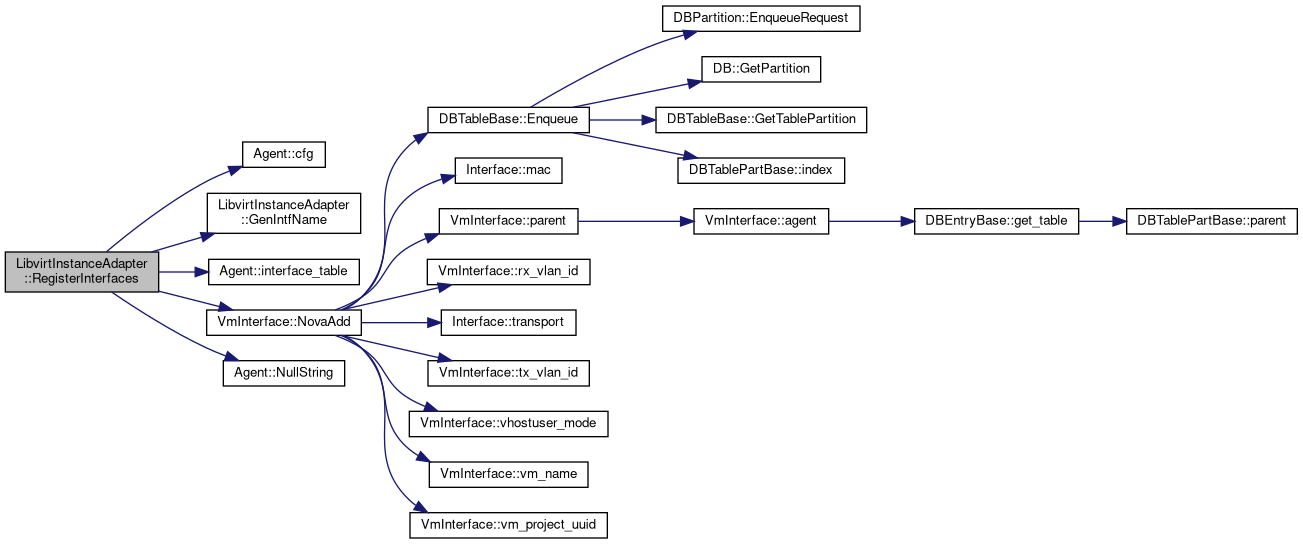 LibvirtInstanceAdapter
::RegisterInterfaces
Agent::cfg
LibvirtInstanceAdapter
::GenIntfName
Agent::interface_table
VmInterface::NovaAdd
Agent::NullString
DBTableBase::Enqueue
Interface::mac
VmInterface::parent
VmInterface::rx_vlan_id
Interface::transport
VmInterface::tx_vlan_id
VmInterface::vhostuser_mode
VmInterface::vm_name
VmInterface::vm_project_uuid
DBPartition::EnqueueRequest
DB::GetPartition
DBTableBase::GetTablePartition
DBTablePartBase::index
VmInterface::agent
DBEntryBase::get_table
DBTablePartBase::parent